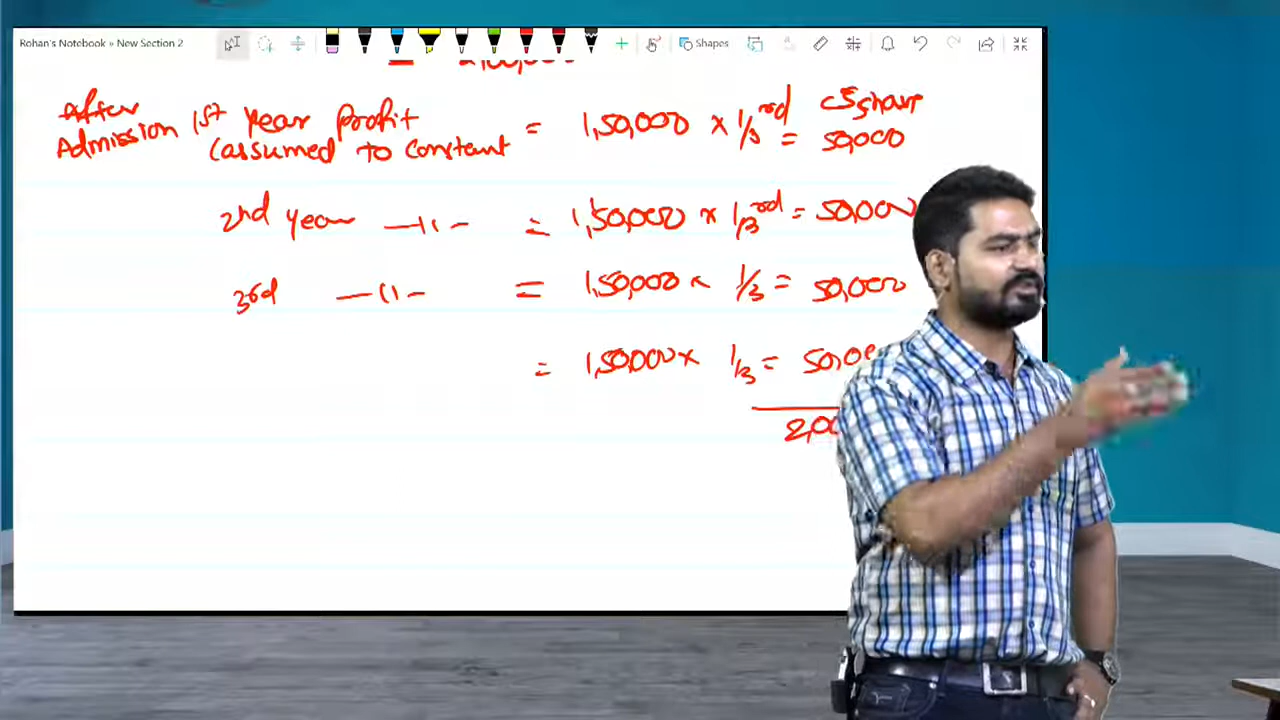 Rohan's Notebook » New Section 2
Shapes
After Admission 1st year profit = 1,50,000 × 1/3rd = 50,000
(assumed to constant
2nd year —11— = 1,50,000 × 1/3rd = 50,000
3rd —11— = 1,50,000 × 1/3 = 50,000
= 1,50,000 × 1/3 = 50,00
2,00